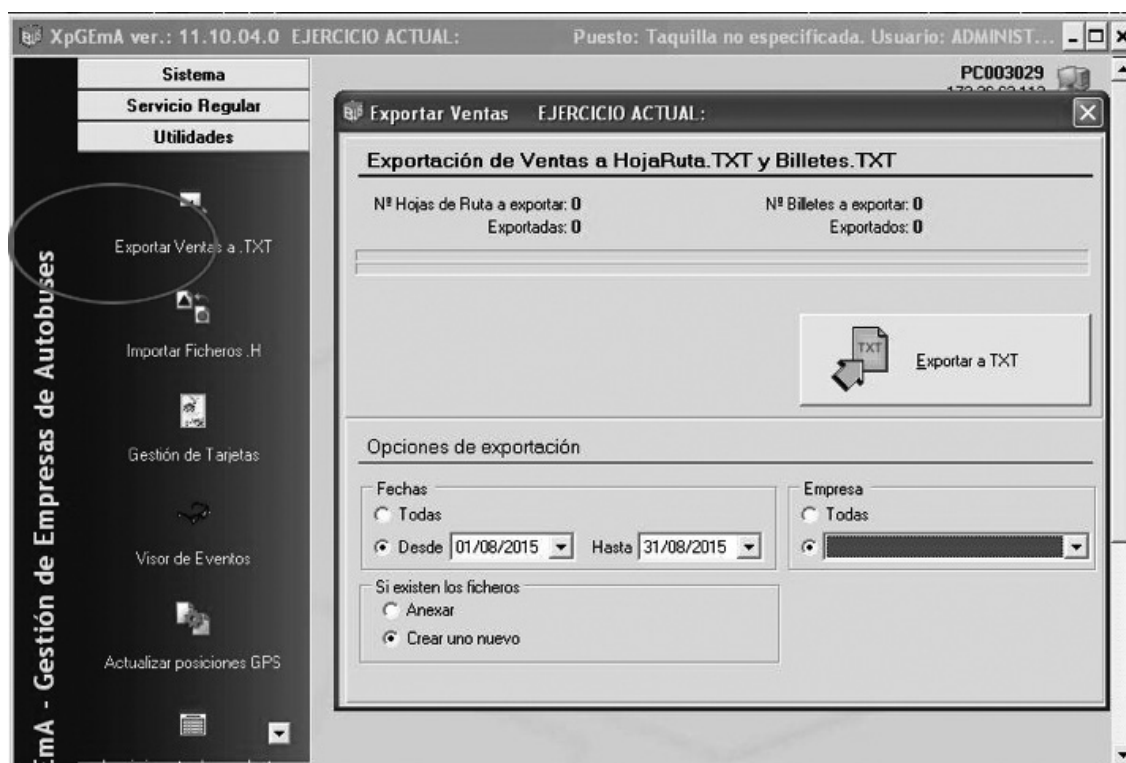 XpGEmA ver.: 11.10.04.0 EJERCICIO ACTUAL: Puesto: Taquilla no especificada. Usuario: ADMINIST...
Sistema
Servicio Regular
Utilidades
PC003029
Exportar Ventas a .TXT
Importar Ficheros .H
Gestión de Tarjetas
Visor de Eventos
Actualizar posiciones GPS
EmA - Gestión de Empresas de Autobuses
Exportar Ventas EJERCICIO ACTUAL:
Exportación de Ventas a HojaRuta.TXT y Billetes.TXT
Nº Hojas de Ruta a exportar: 0 Nº Billetes a exportar: 0
Exportadas: 0 Exportados: 0
TXT
Exportar a TXT
Opciones de exportación
Fechas
Todas
Desde 01/08/2015 Hasta 31/08/2015
Empresa
Todas
Si existen los ficheros
Anexar
Crear uno nuevo